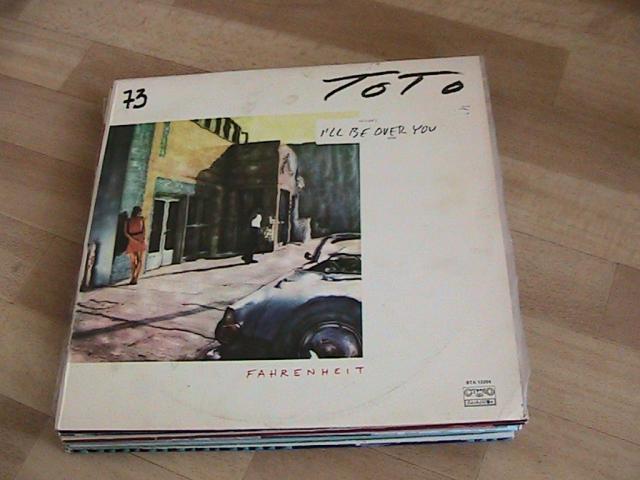 73
TOTO
I'LL BE OVER YOU
FAHRENHEIT